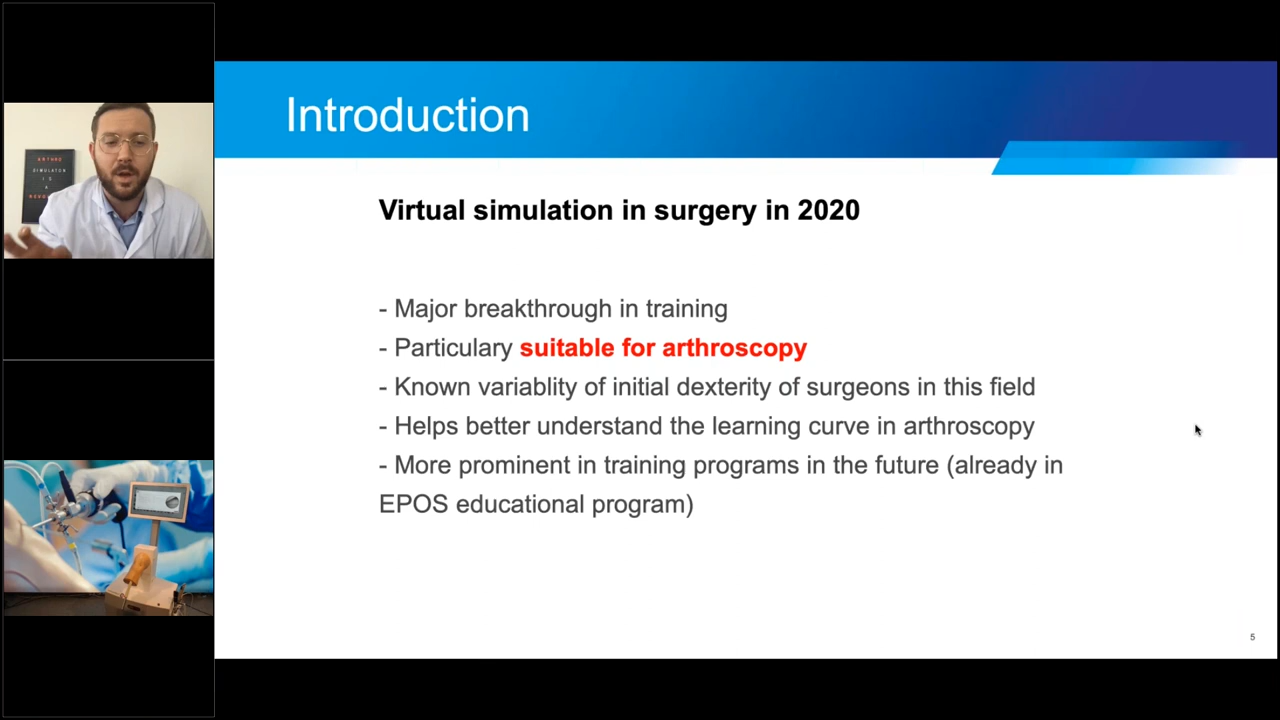 Introduction
Virtual simulation in surgery in 2020
- Major breakthrough in training
- Particulary suitable for arthroscopy
- Known variablity of initial dexterity of surgeons in this field
- Helps better understand the learning curve in arthroscopy
- More prominent in training programs in the future (already in
EPOS educational program)
5